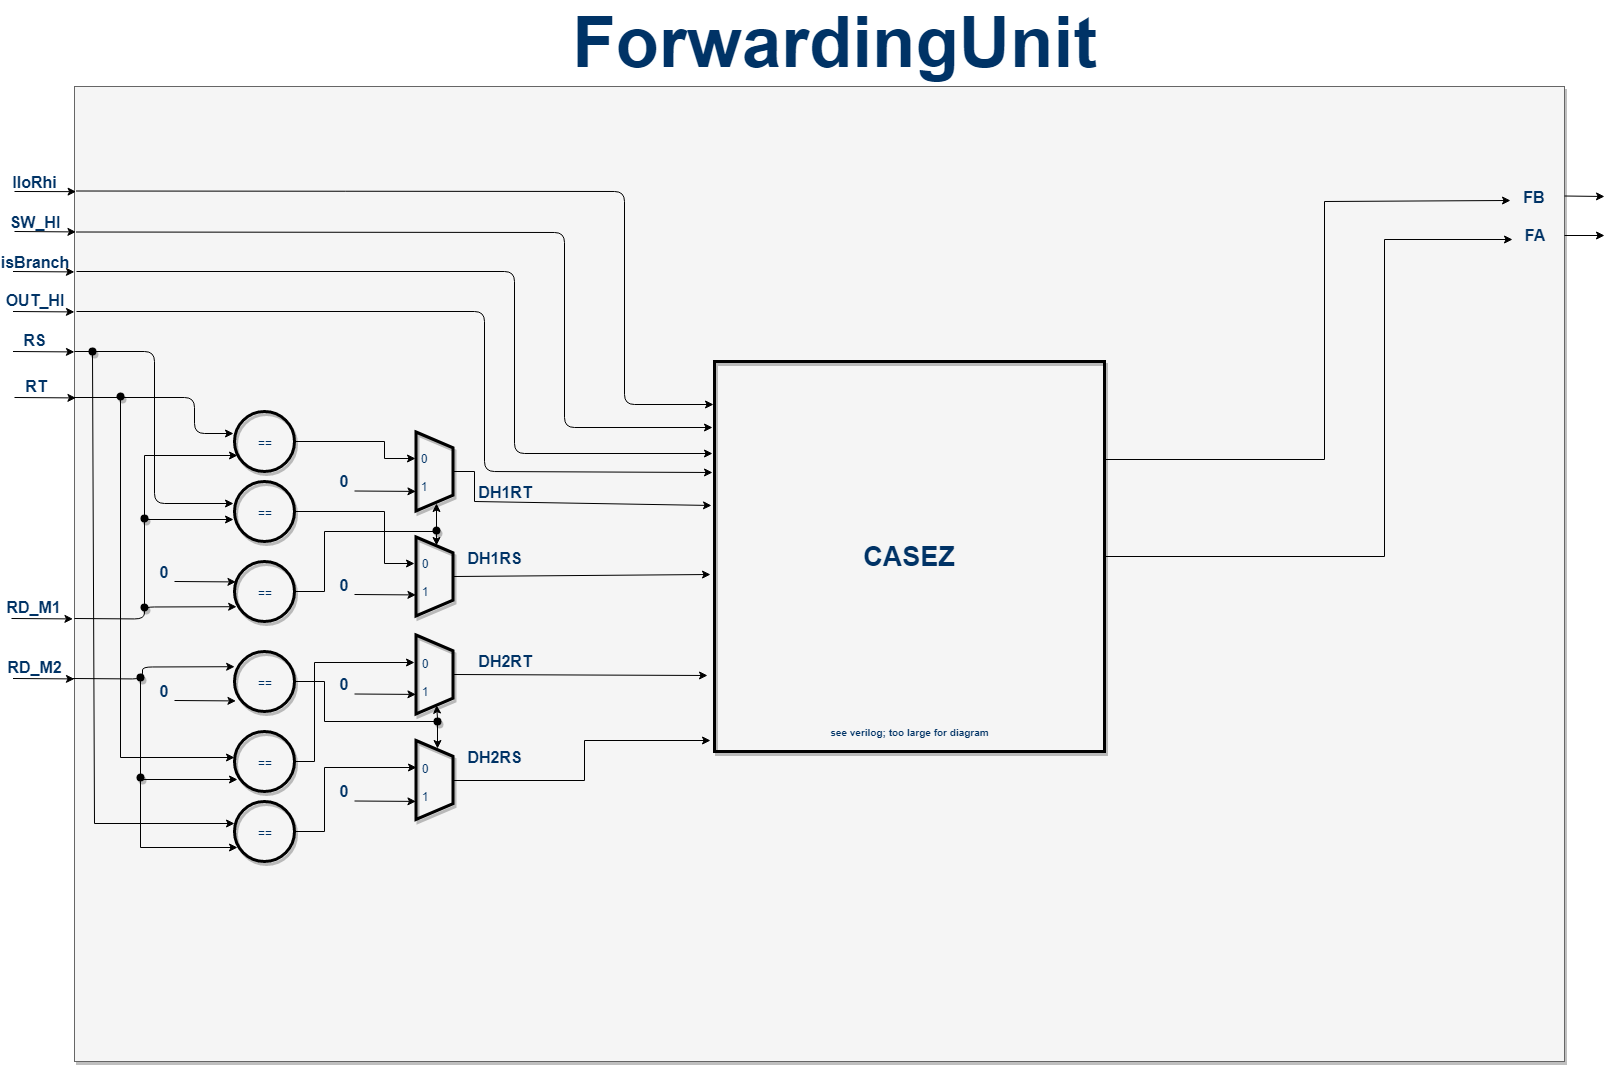 ForwardingUnit
IloRhi
SW_HI
isBranch
OUT_HI
RS
RT
RD_M1
RD_M2
==
==
0
==
0
==
==
==
0
0
1
DH1RT
0
0
1
DH1RS
0
0
1
DH2RT
0
0
1
DH2RS
CASEZ
see verilog; too large for diagram
FB
FA